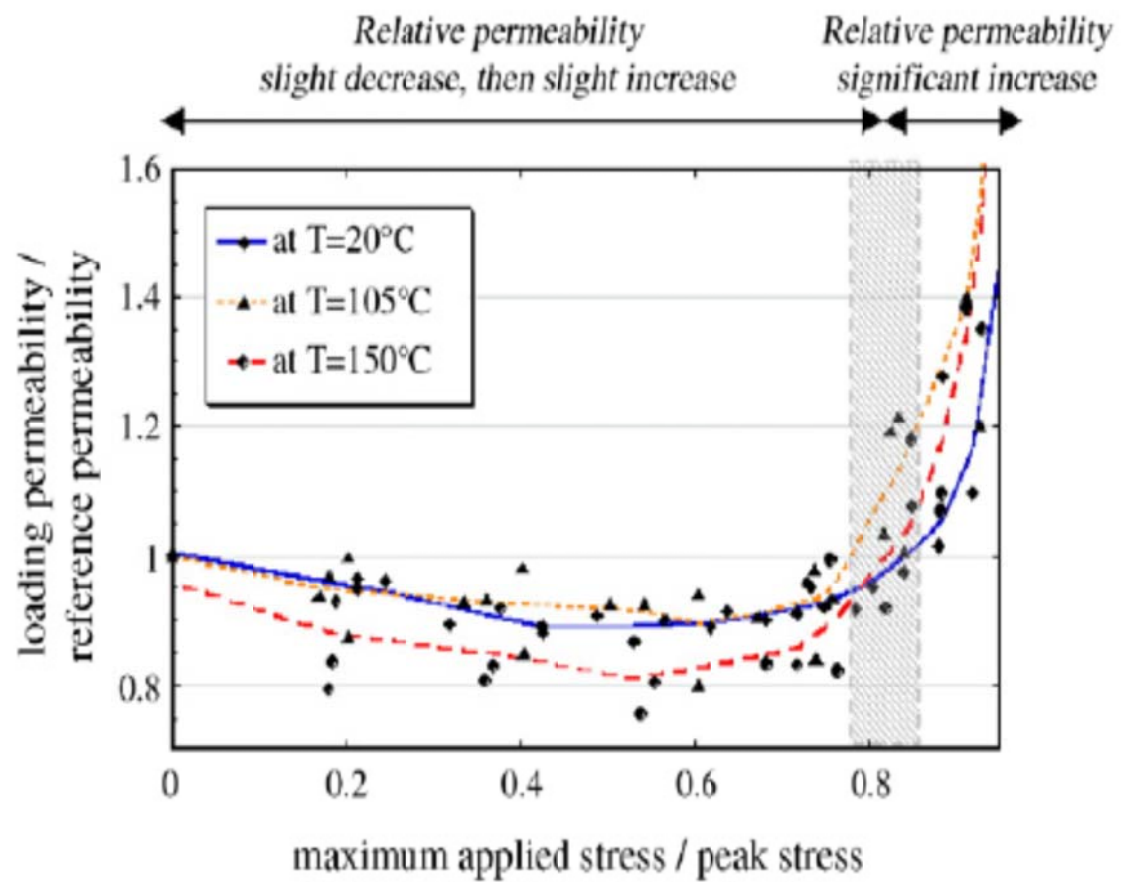 Relative permeability
slight decrease, then slight increase
Relative permeability
significant increase
1.6
1.4
1.2
1
0.8
loading permeability /
reference permeability
at T=20°C
at T=105°C
at T=150°C
0
0.2
0.4
0.6
0.8
maximum applied stress / peak stress